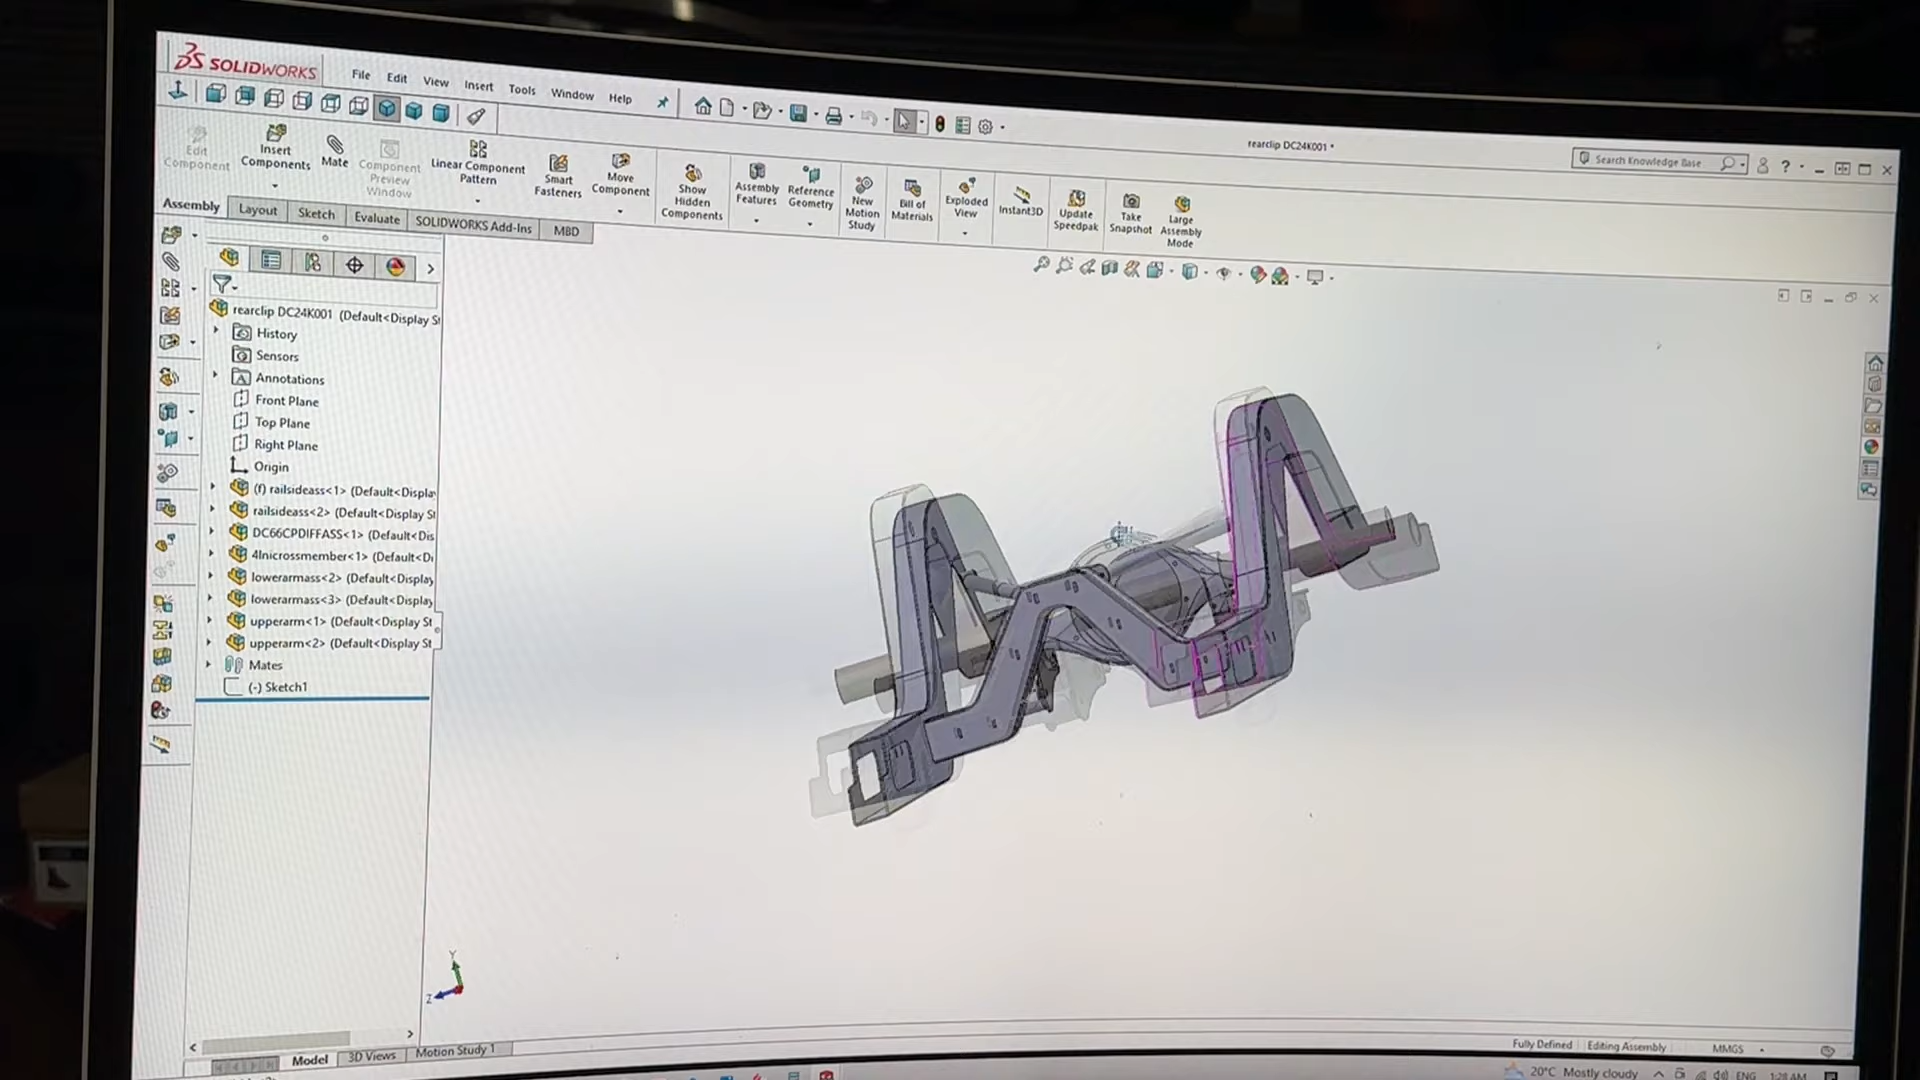 SOLIDWORKS File Edit View Insert Tools Window Help
rearclip DC24K001 *
Search Knowledge Base
Edit Component
Insert Components
Mate
Component Preview Window
Linear Component Pattern
Smart Fasteners
Move Component
Show Hidden Components
Assembly Features
Reference Geometry
New Motion Study
Bill of Materials
Exploded View
Instant3D
Update Speedpak
Take Snapshot
Large Assembly Mode
Assembly Layout Sketch Evaluate SOLIDWORKS Add-Ins MBD
rearclip DC24K001 (Default<Display St
History
Sensors
Annotations
Front Plane
Top Plane
Right Plane
Origin
(f) railsideass<1> (Default<Display
railsideass<2> (Default<Display St
DC66CPDIFFASS<1> (Default<Dis
4lnicrossmember<1> (Default<Di
lowerarmass<2> (Default<Display
lowerarmass<3> (Default<Display
upperarm<1> (Default<Display St
upperarm<2> (Default<Display St
Mates
(-) Sketch1
Y
Z
Model 3D Views Motion Study 1
Fully Defined Editing Assembly MMGS
20°C Mostly cloudy ENG 1:28 AM